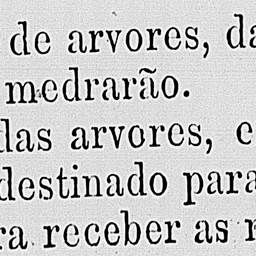 de arvores, da
medrarão.
das arvores, e
destinado para
ra receber as r